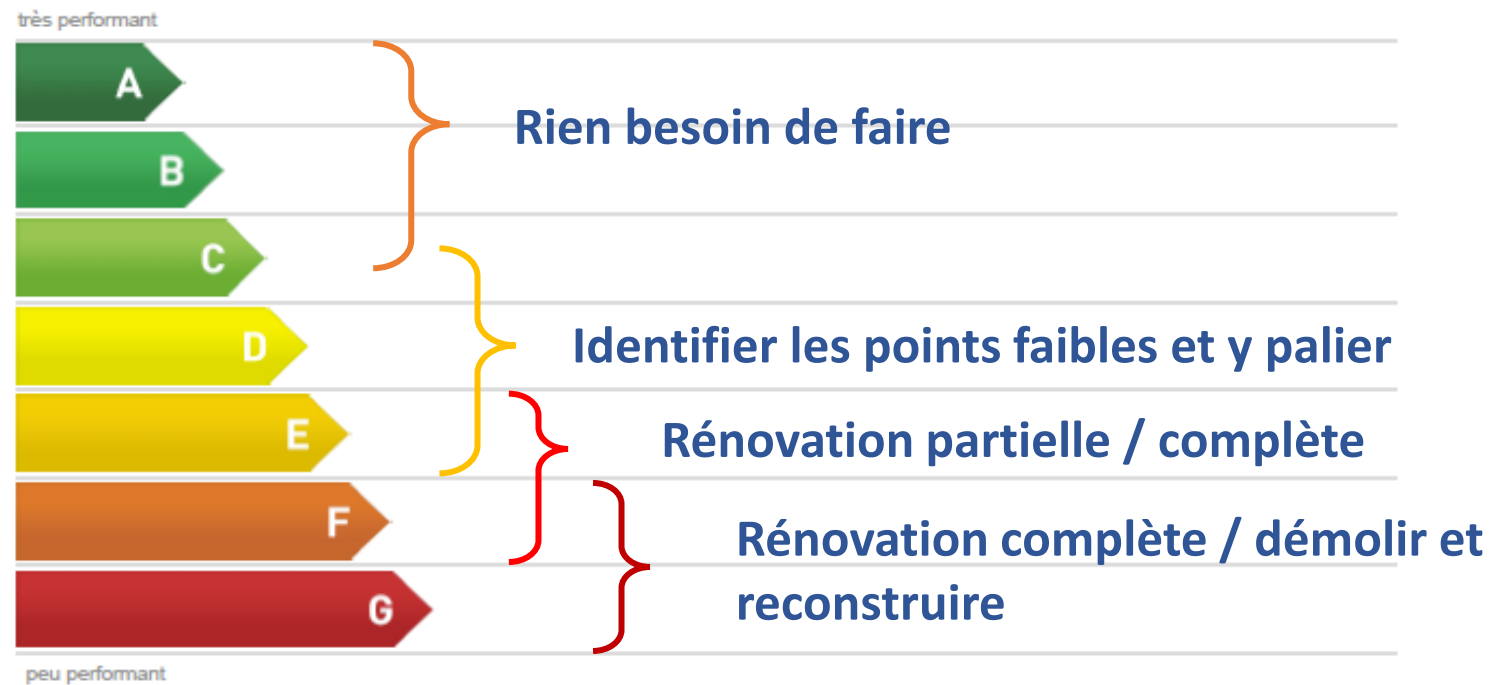 très performant
A
Rien besoin de faire
B
C
D
Identifier les points faibles et y palier
E
Rénovation partielle / complète
F
Rénovation complète / démolir et
reconstruire
G
peu performant